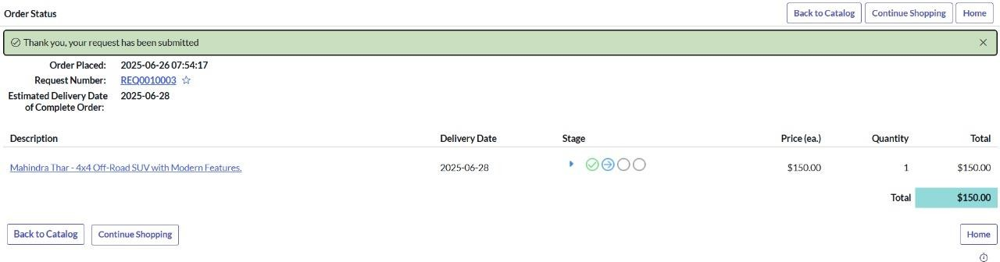 Order Status
Back to Catalog
Continue Shopping
Home
Thank you, your request has been submitted
Order Placed: 2025-06-26 07:54:17
Request Number: REQ0010003
Estimated Delivery Date 2025-06-28
of Complete Order:
Description Delivery Date Stage Price (ea.) Quantity Total
Mahindra Thar - 4x4 Off-Road SUV with Modern Features. 2025-06-28 $150.00 1 $150.00
Total $150.00
Back to Catalog
Continue Shopping
Home